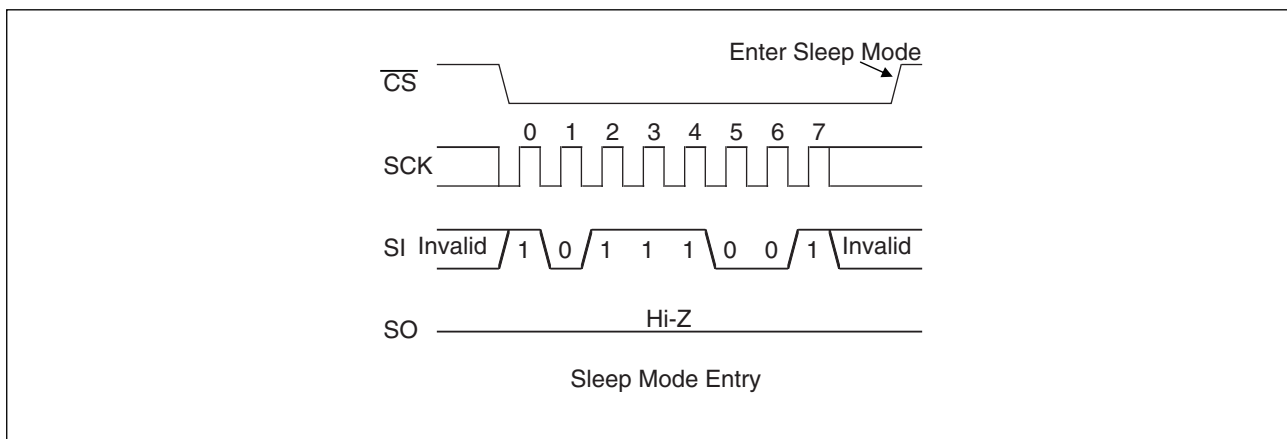 Enter Sleep Mode
CS
0 1 2 3 4 5 6 7
SCK
SI Invalid 1 0 1 1 1 0 0 1 Invalid
Hi-Z
SO
Sleep Mode Entry